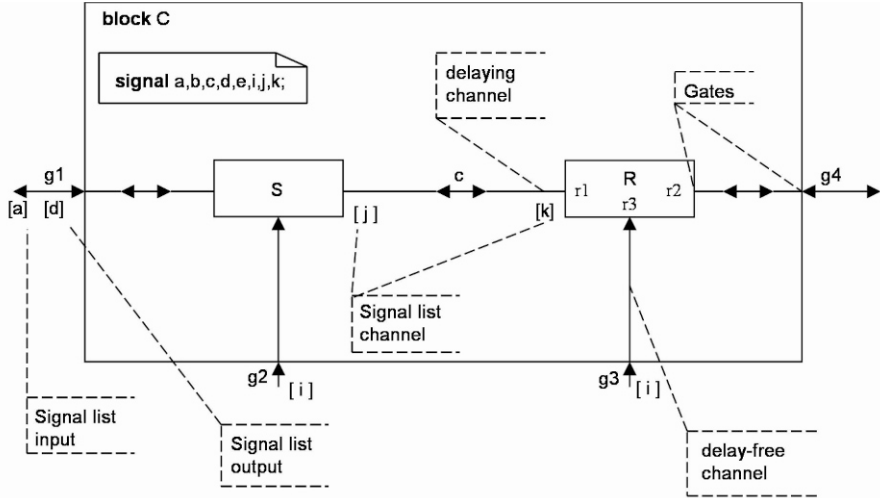 block C
signal a,b,c,d,e,i,j,k;
delaying
channel
Gates
g1
S
c
r1
R
r2
r3
g4
[a]
[d]
[j]
[k]
Signal list
channel
g2
[i]
g3
[i]
Signal list
input
Signal list
output
delay-free
channel